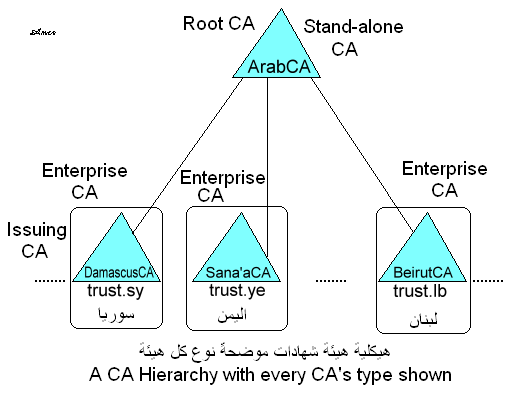 Root CA
Stand-alone
CA
ArabCA
Enterprise
CA
Enterprise
CA
Enterprise
CA
Issuing
CA
DamascusCA
Sana'aCA
BeirutCA
trust.sy
trust.ye
trust.lb
سوريا
اليمن
لبنان
هيكلية هيئة شهادات موضحة نوع كل هيئة
A CA Hierarchy with every CA's type shown